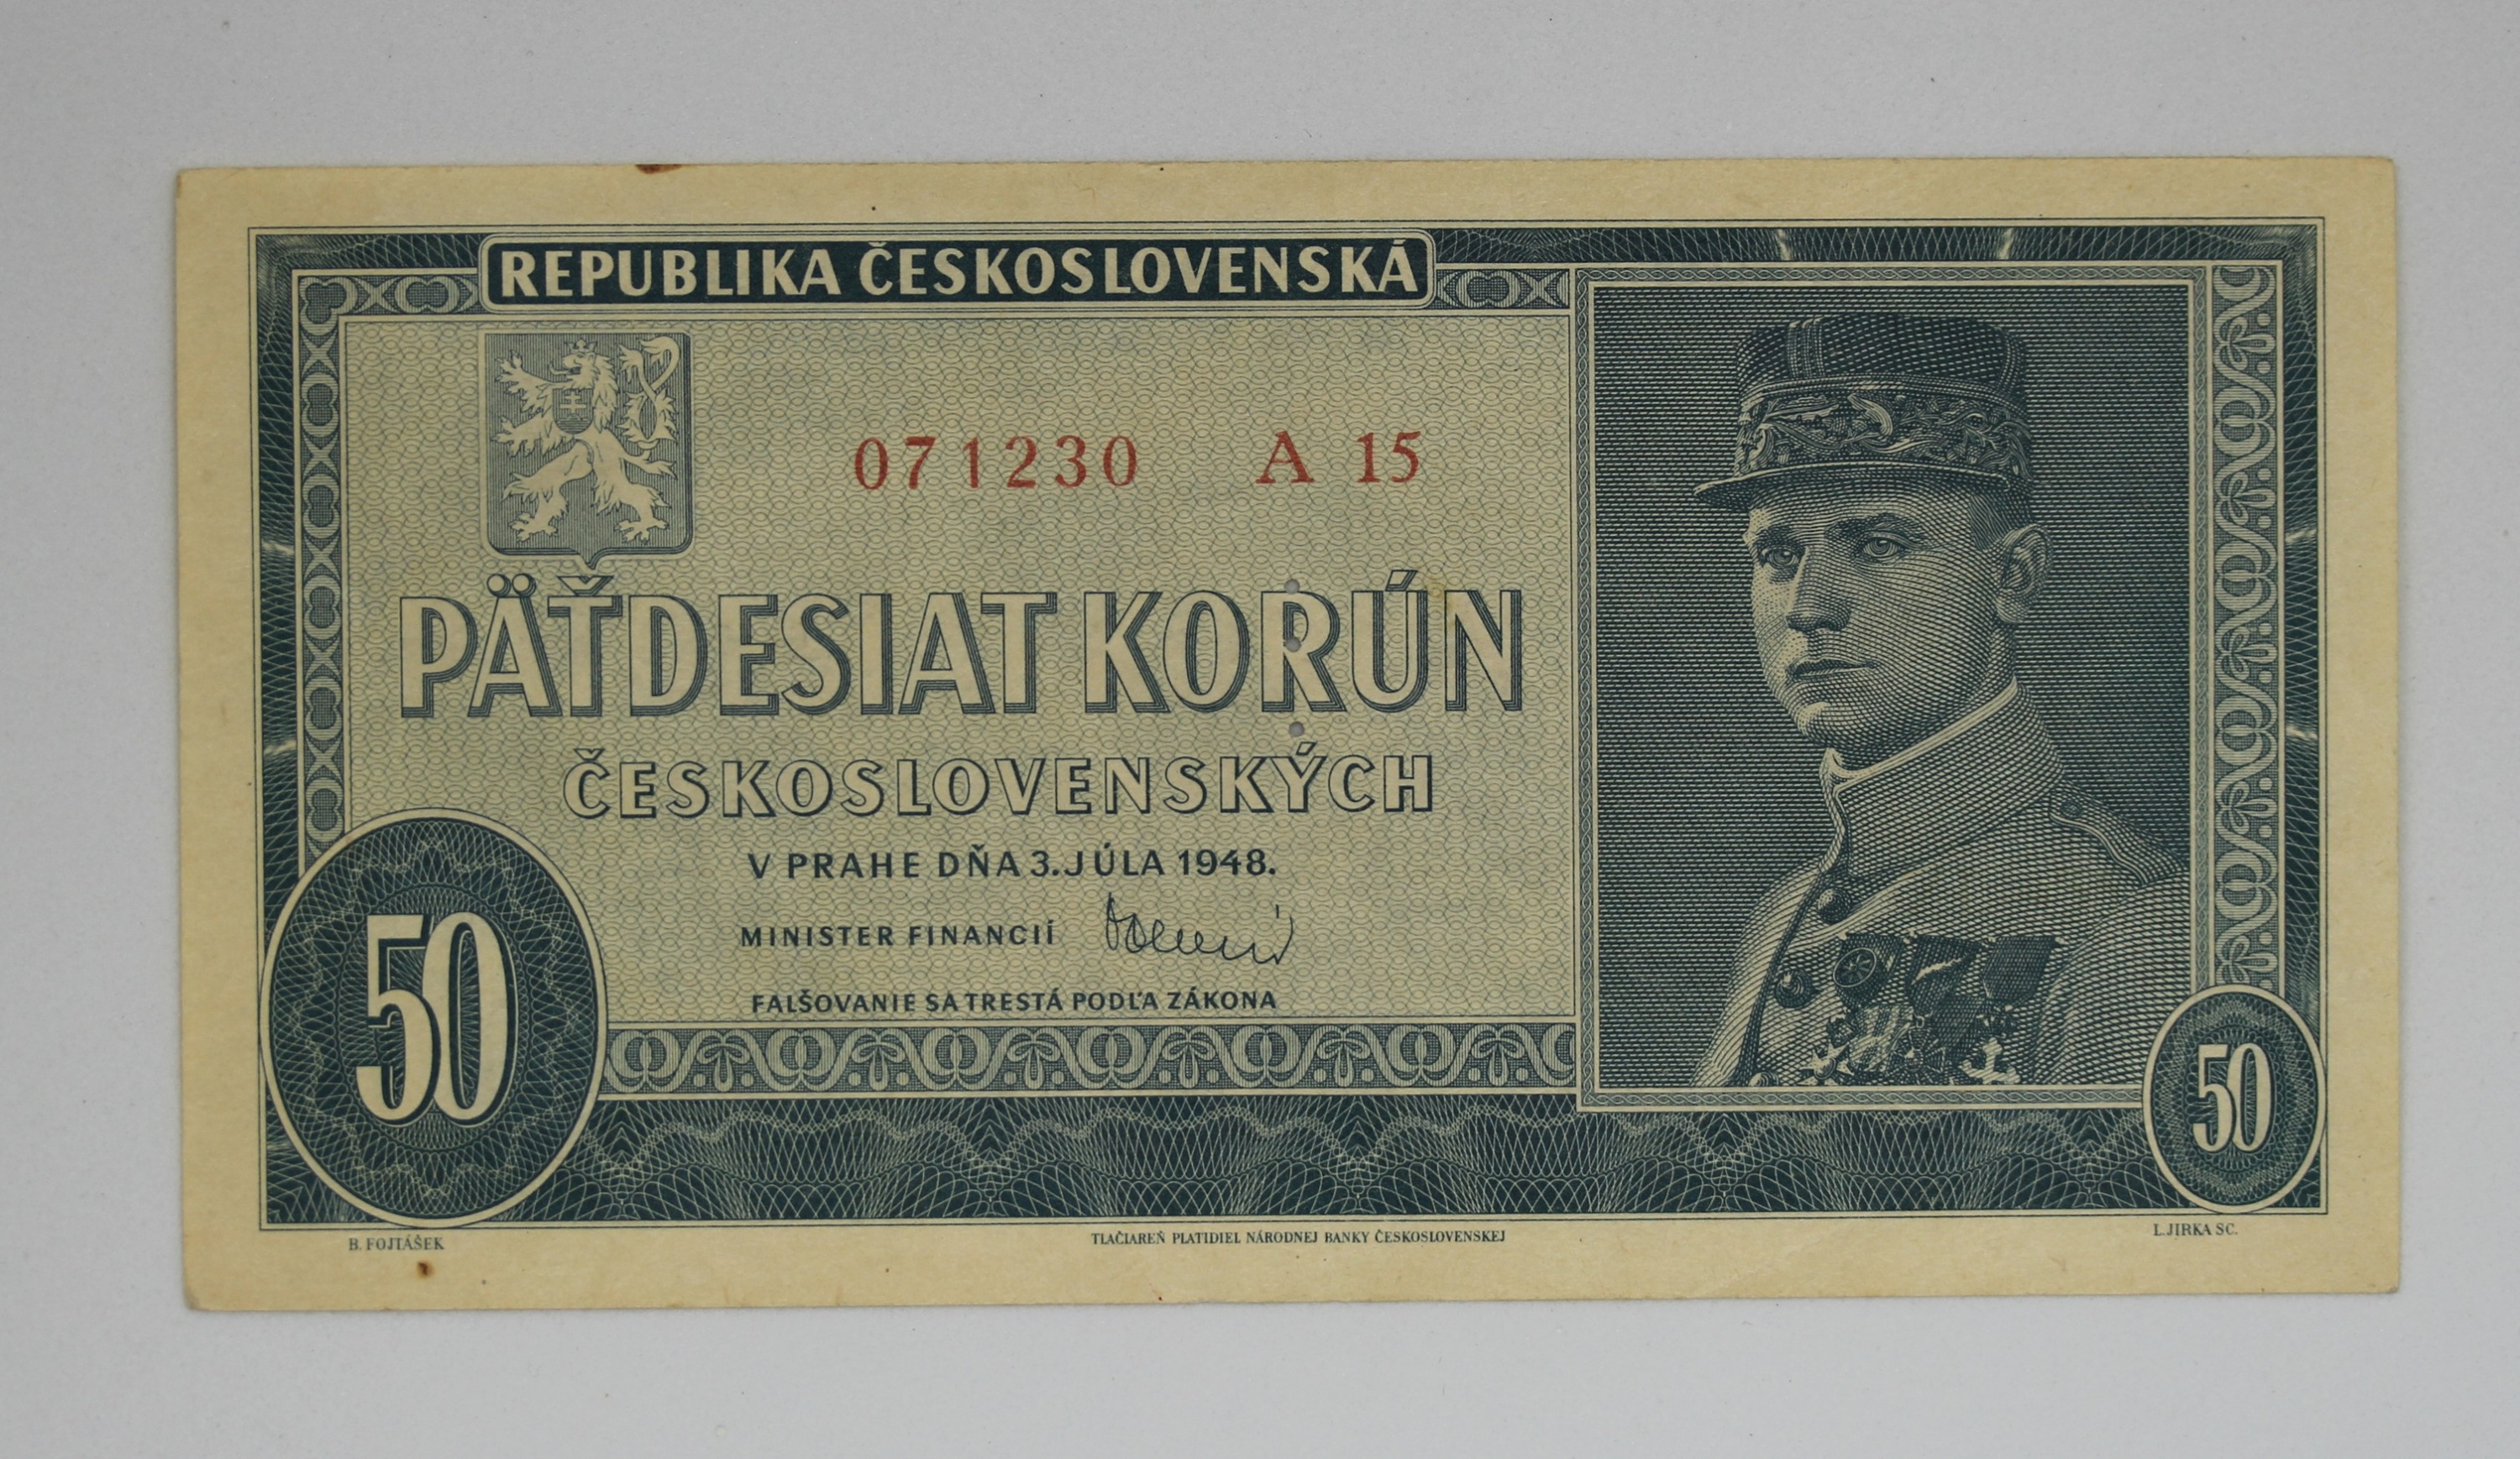 REPUBLIKA ČESKOSLOVENSKÁ
071230 A 15
PÄŤDESIAT KORÚN
ČESKOSLOVENSKÝCH
V PRAHE DŇA 3. JÚLA 1948.
MINISTER FINANCIÍ
FALŠOVANIE SA TRESTÁ PODĽA ZÁKONA
50
50
B. FOJTÁŠEK
TLAČIAREŇ PLATIDIEL NÁRODNEJ BANKY ČESKOSLOVENSKEJ
L. JIRKA SC.